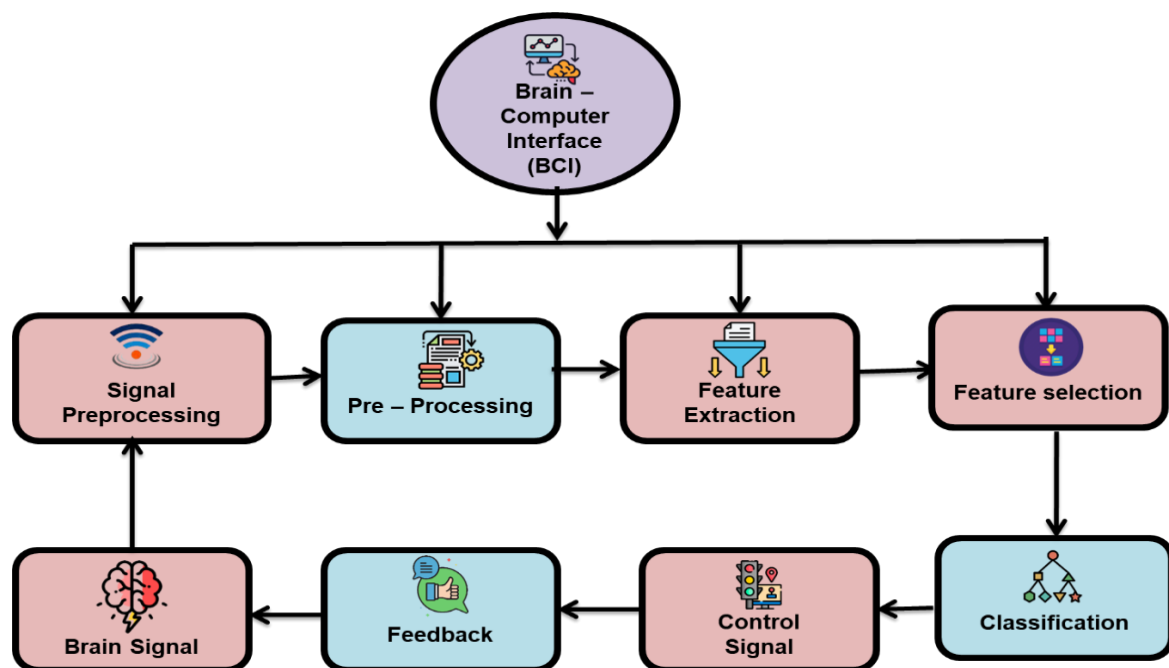 Brain –
Computer
Interface
(BCI)
Signal
Preprocessing
Pre – Processing
Feature
Extraction
Feature selection
Brain Signal
Feedback
Control
Signal
Classification